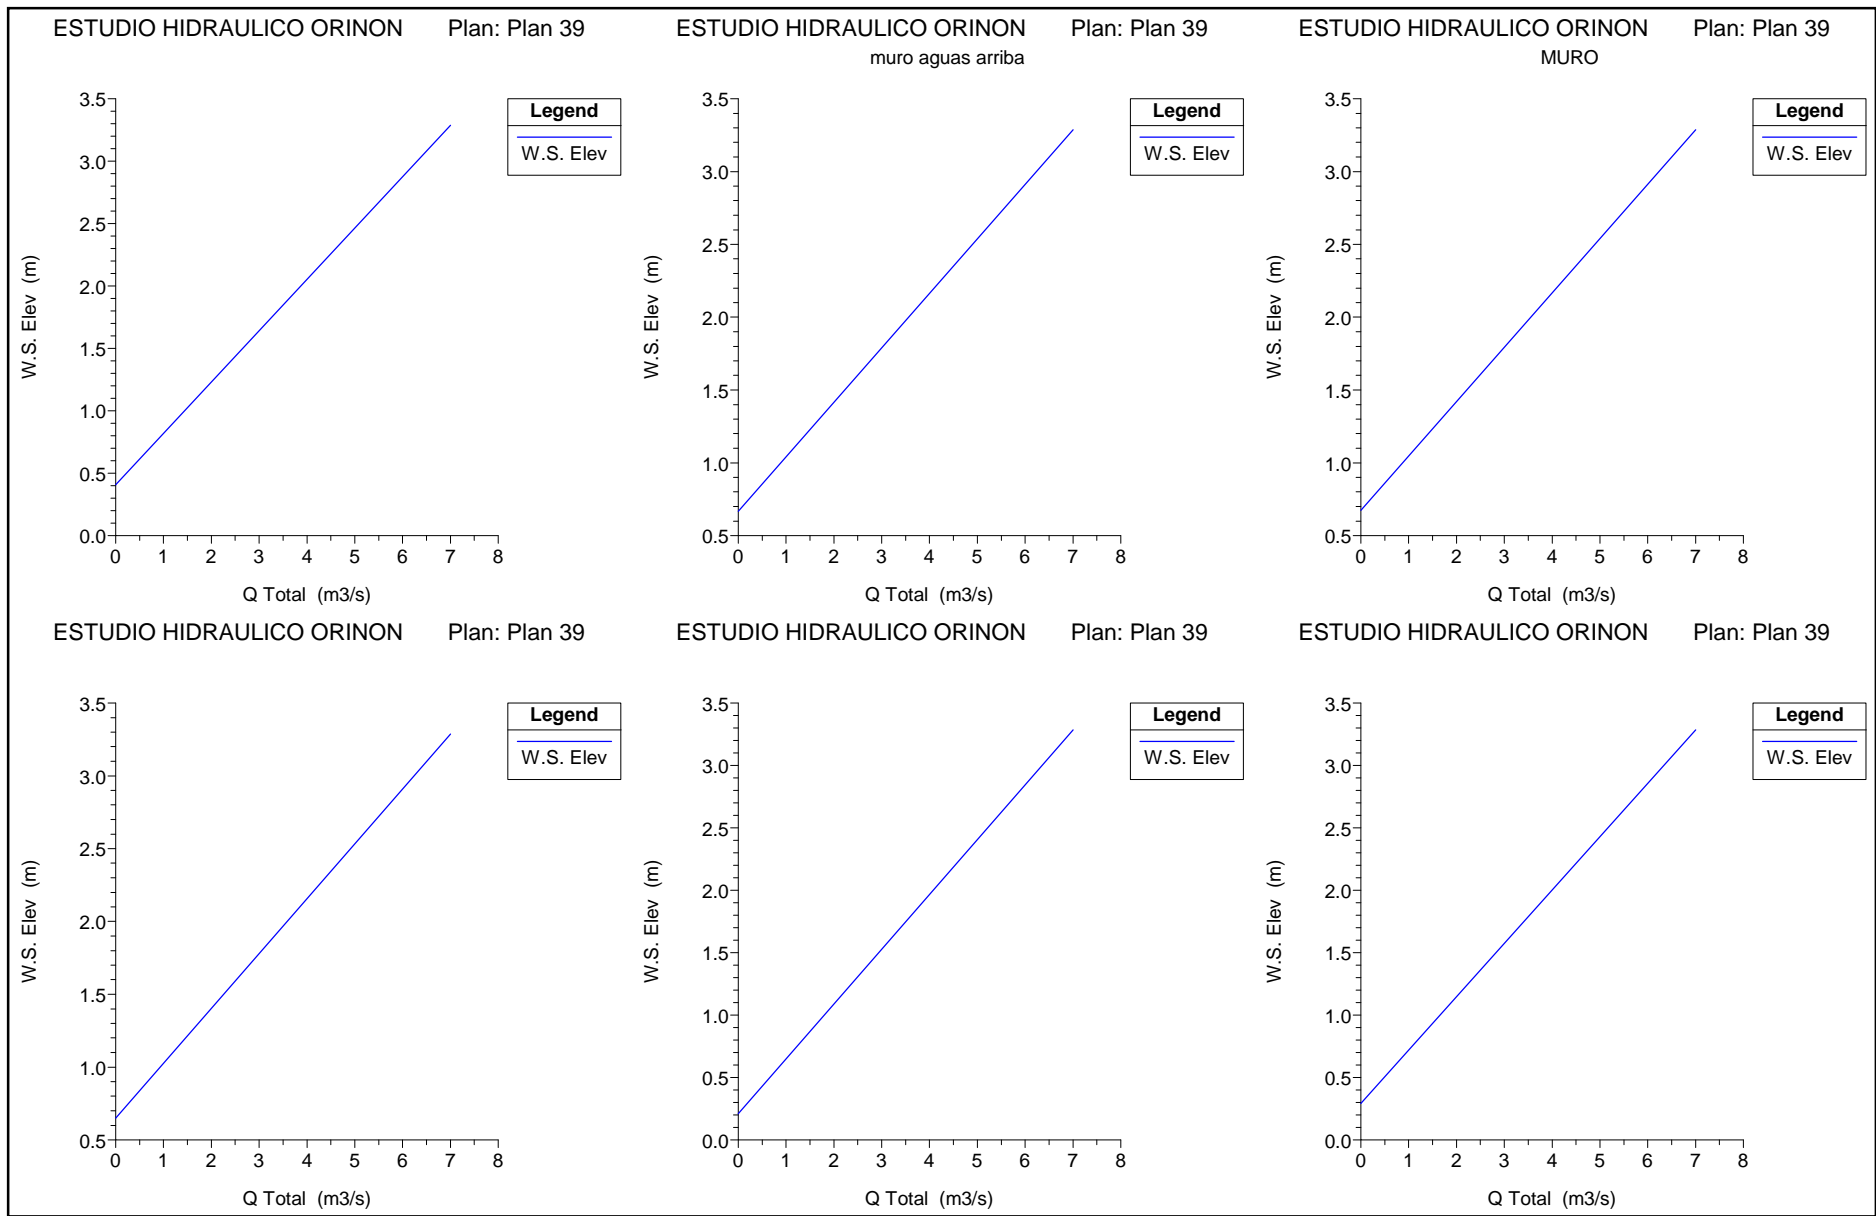 ESTUDIO HIDRAULICO ORINON Plan: Plan 39
3.5
3.0
2.5
2.0
1.5
1.0
0.5
0.0
W.S. Elev (m)
0 1 2 3 4 5 6 7 8
Q Total (m3/s)
Legend
W.S. Elev
ESTUDIO HIDRAULICO ORINON Plan: Plan 39
muro aguas arriba
3.5
3.0
2.5
2.0
1.5
1.0
0.5
W.S. Elev (m)
0 1 2 3 4 5 6 7 8
Q Total (m3/s)
Legend
W.S. Elev
ESTUDIO HIDRAULICO ORINON Plan: Plan 39
MURO
3.5
3.0
2.5
2.0
1.5
1.0
0.5
W.S. Elev (m)
0 1 2 3 4 5 6 7 8
Q Total (m3/s)
Legend
W.S. Elev
ESTUDIO HIDRAULICO ORINON Plan: Plan 39
3.5
3.0
2.5
2.0
1.5
1.0
0.5
W.S. Elev (m)
0 1 2 3 4 5 6 7 8
Q Total (m3/s)
Legend
W.S. Elev
ESTUDIO HIDRAULICO ORINON Plan: Plan 39
3.5
3.0
2.5
2.0
1.5
1.0
0.5
0.0
W.S. Elev (m)
0 1 2 3 4 5 6 7 8
Q Total (m3/s)
Legend
W.S. Elev
ESTUDIO HIDRAULICO ORINON Plan: Plan 39
3.5
3.0
2.5
2.0
1.5
1.0
0.5
0.0
W.S. Elev (m)
0 1 2 3 4 5 6 7 8
Q Total (m3/s)
Legend
W.S. Elev